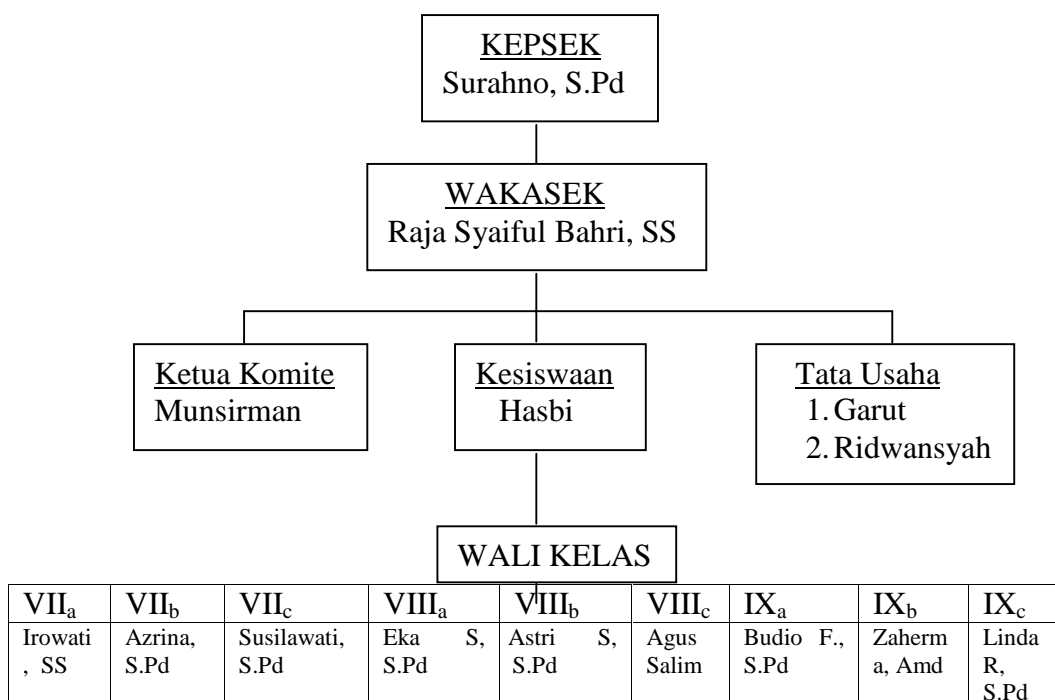 KEPSEK
Surahno, S.Pd
WAKASEK
Raja Syaiful Bahri, SS
Ketua Komite
Munsirman
Kesiswaan
Hasbi
Tata Usaha
1. Garut
2. Ridwansyah
WALI KELAS
VIIa VIIb VIIc VIIIa VIIIb VIIIc IXa IXb IXc
Irowati
, SS
Azrina,
S.Pd
Susilawati,
S.Pd
Eka S,
S.Pd
Astri S,
S.Pd
Agus
Salim
Budio F.,
S.Pd
Zaherm
a, Amd
Linda
R,
S.Pd